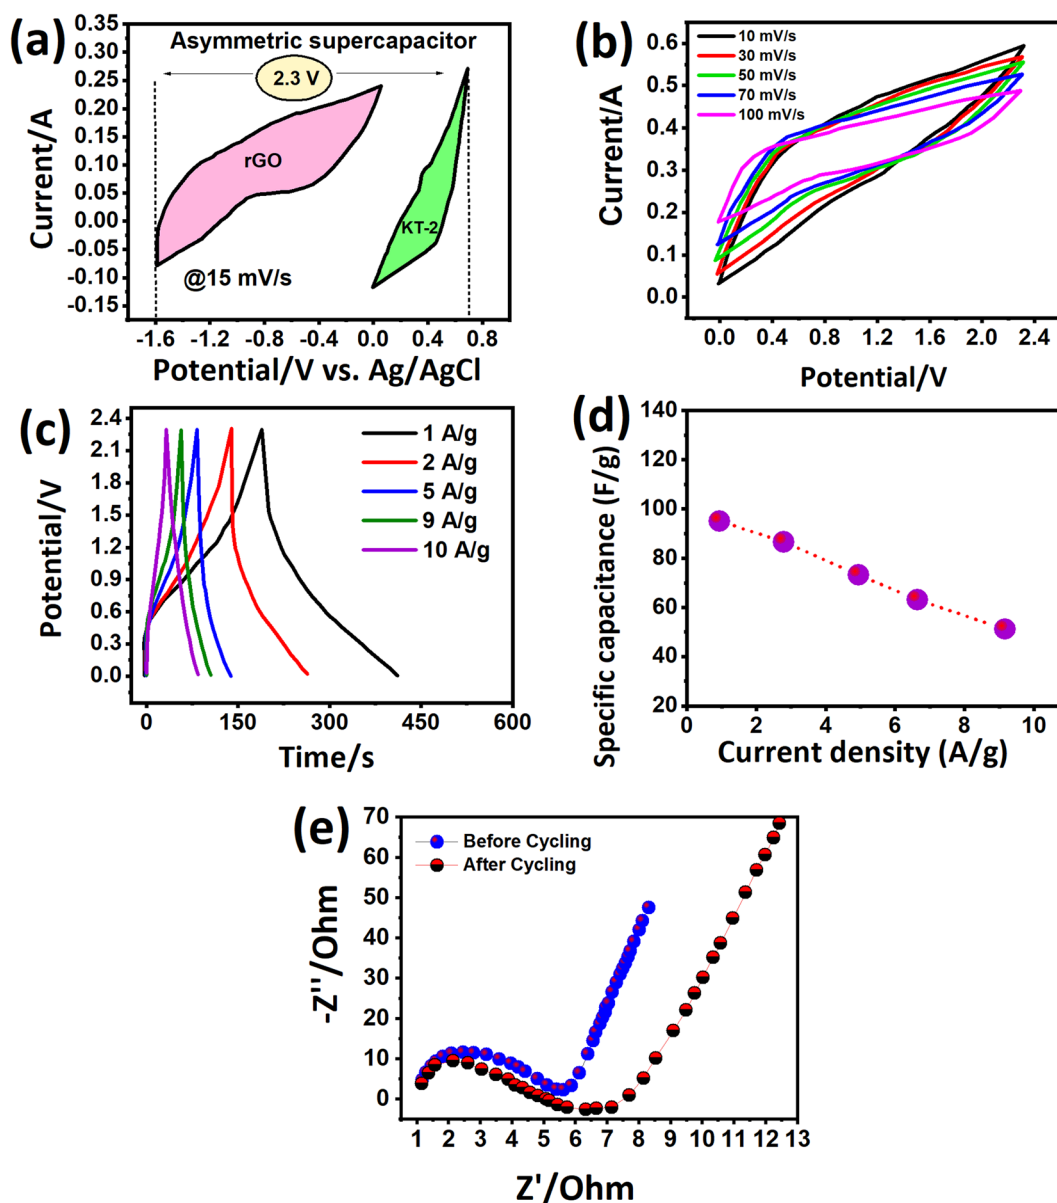 (a)
Asymmetric supercapacitor
2.3 V
rGO
KT-2
@15 mV/s
Current/A
0.35
0.30
0.25
0.20
0.15
0.10
0.05
0.00
-0.05
-0.10
-0.15
-1.6 -1.2 -0.8 -0.4 0.0 0.4 0.8
Potential/V vs. Ag/AgCl
(b)
10 mV/s
30 mV/s
50 mV/s
70 mV/s
100 mV/s
Current/A
0.6
0.5
0.4
0.3
0.2
0.1
0.0
0.0 0.4 0.8 1.2 1.6 2.0 2.4
Potential/V
(c)
1 A/g
2 A/g
5 A/g
9 A/g
10 A/g
Potential/V
2.4
2.1
1.8
1.5
1.2
0.9
0.6
0.3
0.0
0 150 300 450 600
Time/s
(d)
Specific capacitance (F/g)
140
120
100
80
60
40
20
0 2 4 6 8 10
Current density (A/g)
(e)
Before Cycling
After Cycling
-Z''/Ohm
70
60
50
40
30
20
10
0
1 2 3 4 5 6 7 8 9 10 11 12 13
Z'/Ohm